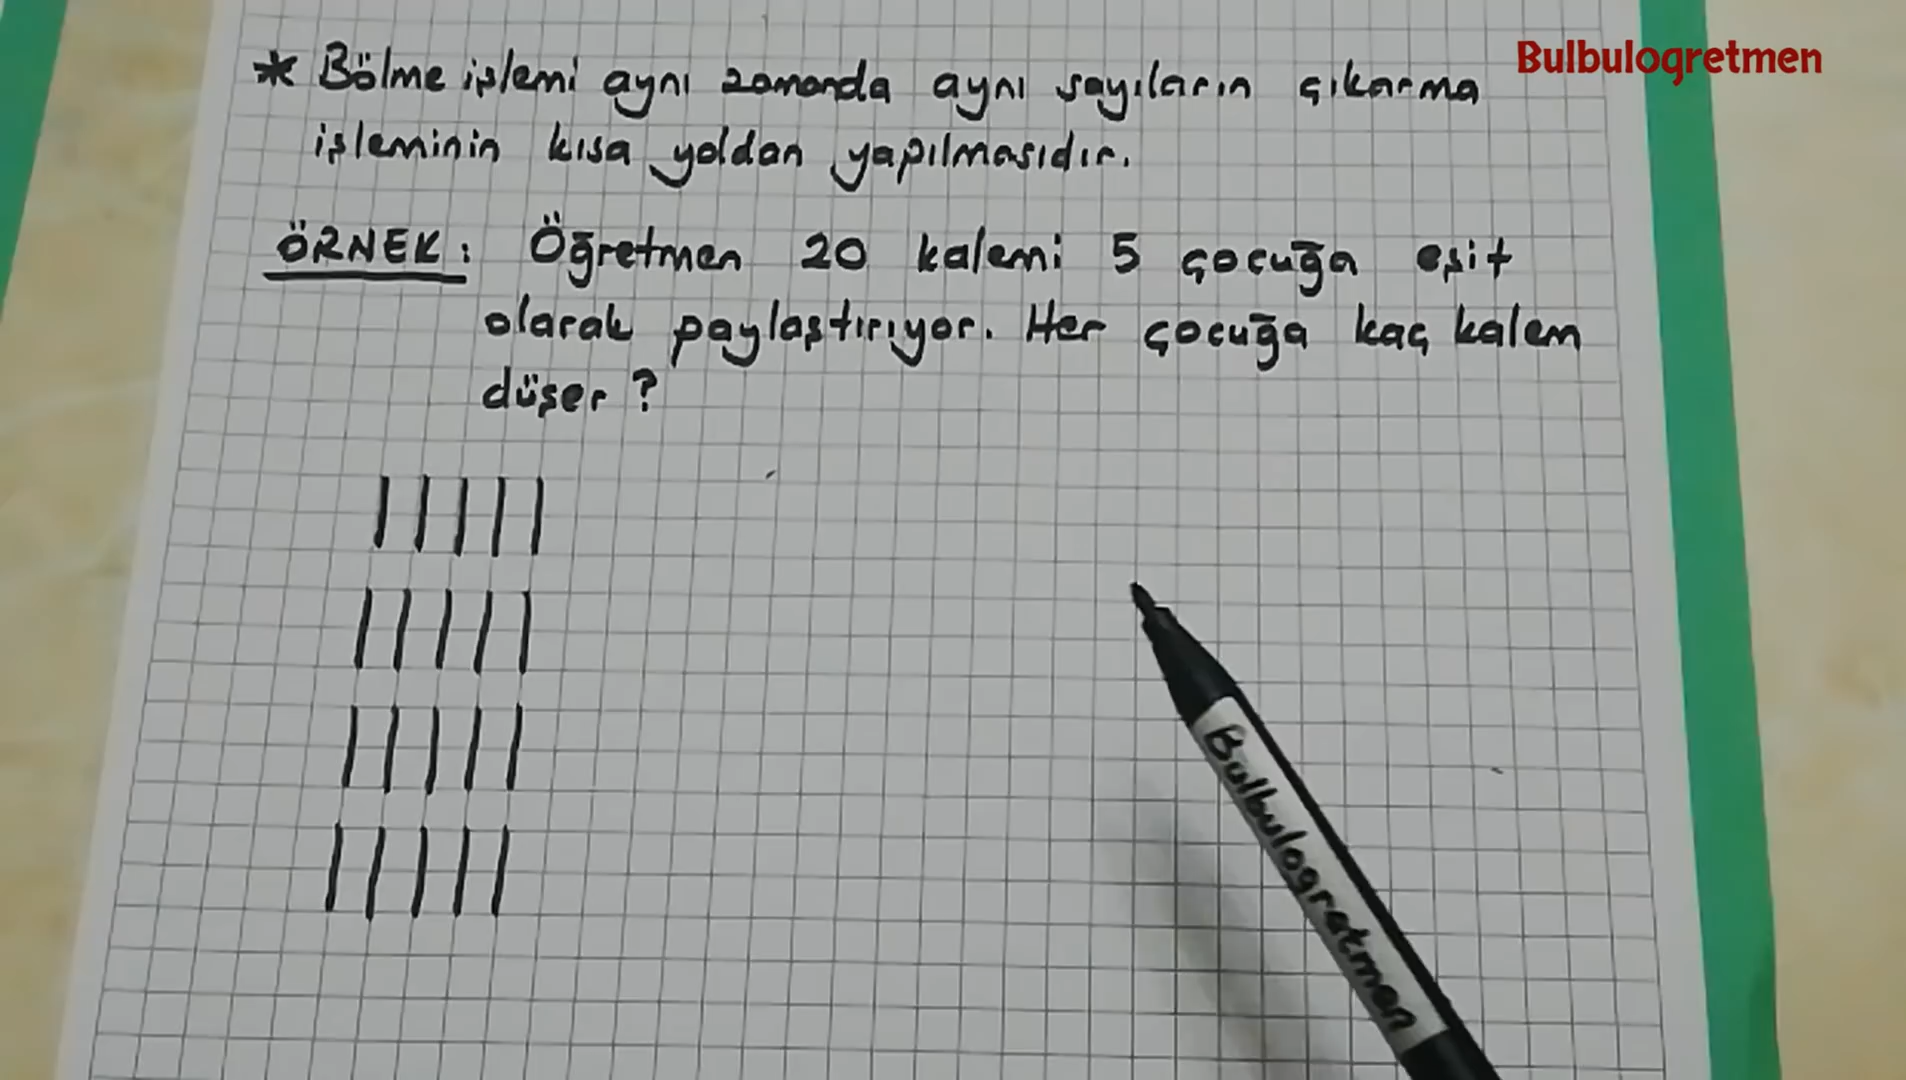 Bulbulogretmen
* Bölme işlemi aynı zamanda aynı sayıların çıkarma
işleminin kısa yoldan yapılmasıdır.
ÖRNEK: Öğretmen 20 kalemi 5 çocuğa eşit
olarak paylaştırıyor. Her çocuğa kaç kalem
düşer?
Bulbulogretmen